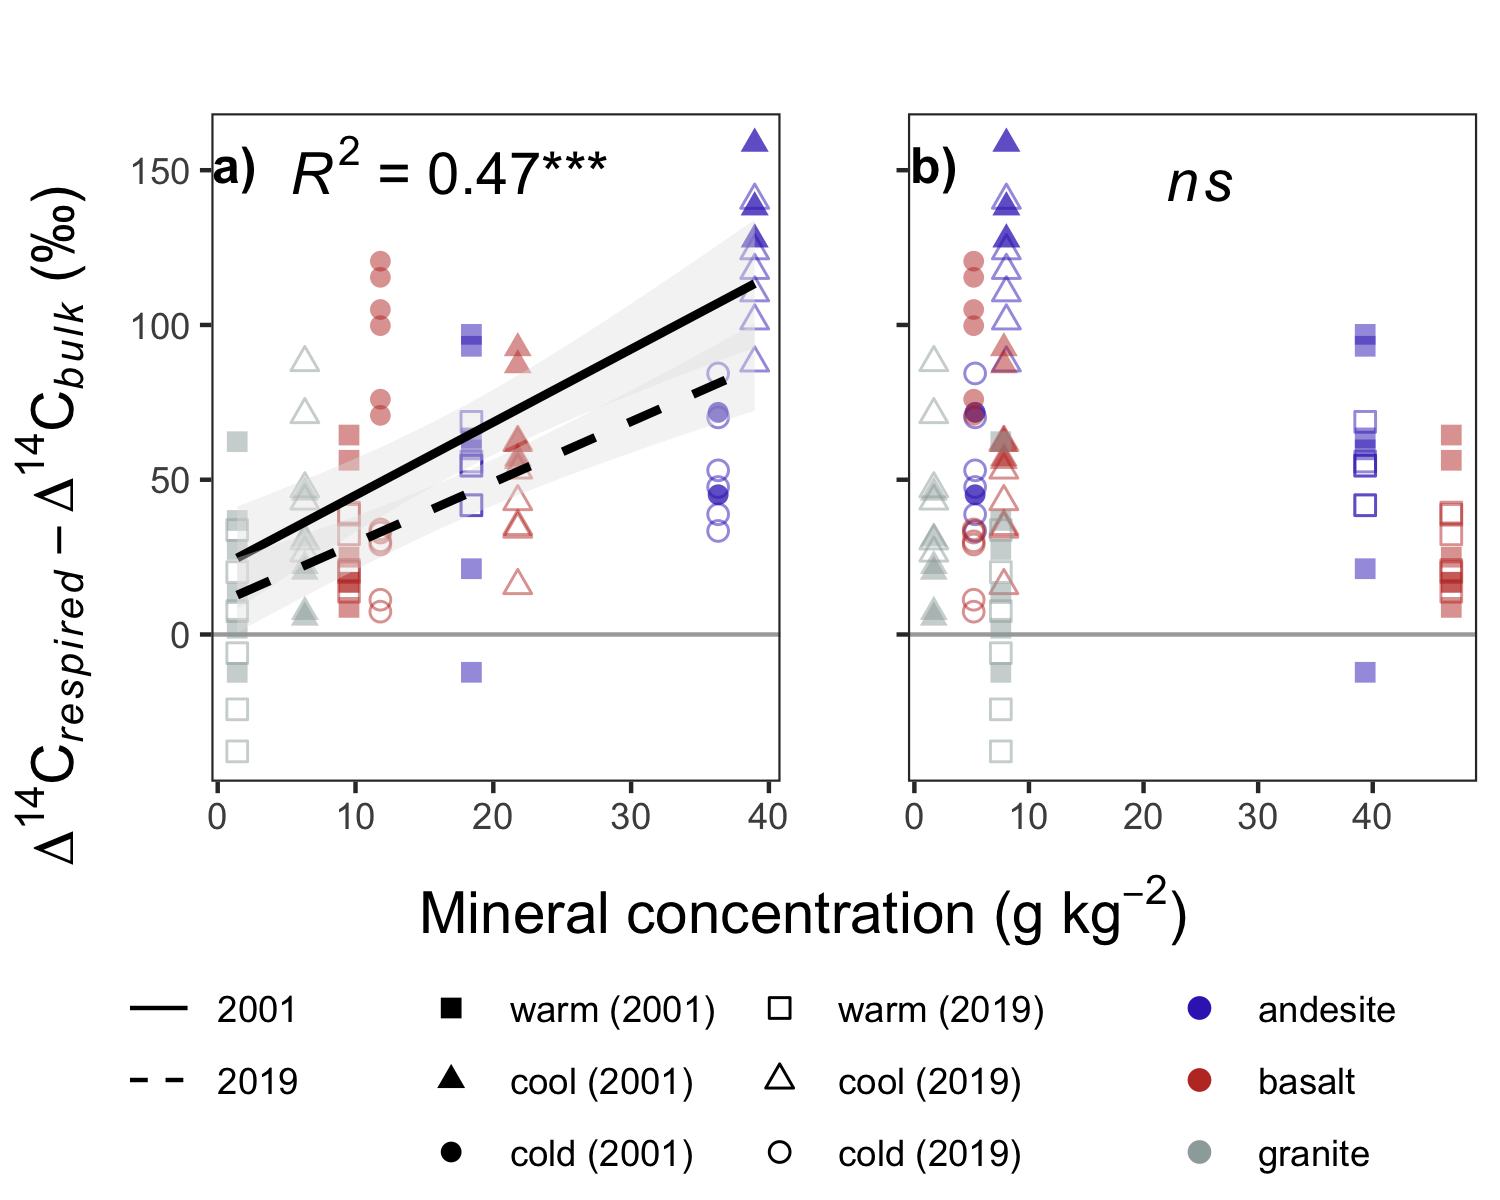 Δ¹⁴C_respired − Δ¹⁴C_bulk (‰)
a) R² = 0.47***
b) ns
150
100
50
0
0 10 20 30 40
0 10 20 30 40
Mineral concentration (g kg⁻²)
2001 warm (2001) warm (2019) andesite
2019 cool (2001) cool (2019) basalt
cold (2001) cold (2019) granite